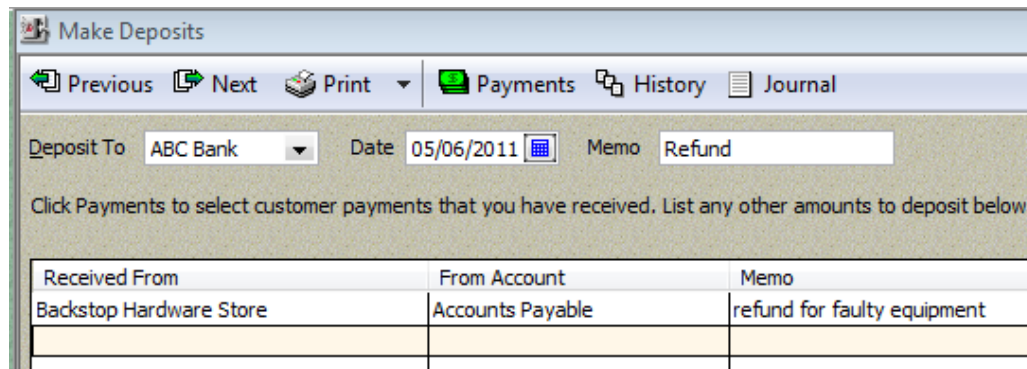 Make Deposits
Previous Next Print Payments History Journal
Deposit To ABC Bank Date 05/06/2011 Memo Refund
Click Payments to select customer payments that you have received. List any other amounts to deposit below
Received From From Account Memo
Backstop Hardware Store Accounts Payable refund for faulty equipment